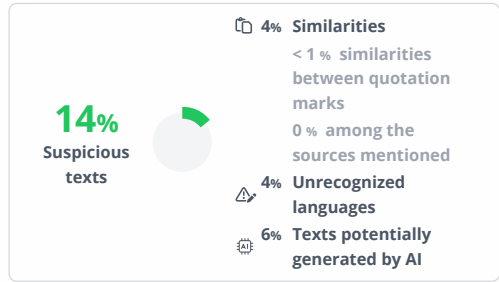 14%
Suspicious
texts
4% Similarities
< 1 % similarities
between quotation
marks
0 % among the
sources mentioned
4% Unrecognized
languages
AI
6% Texts potentially
generated by AI